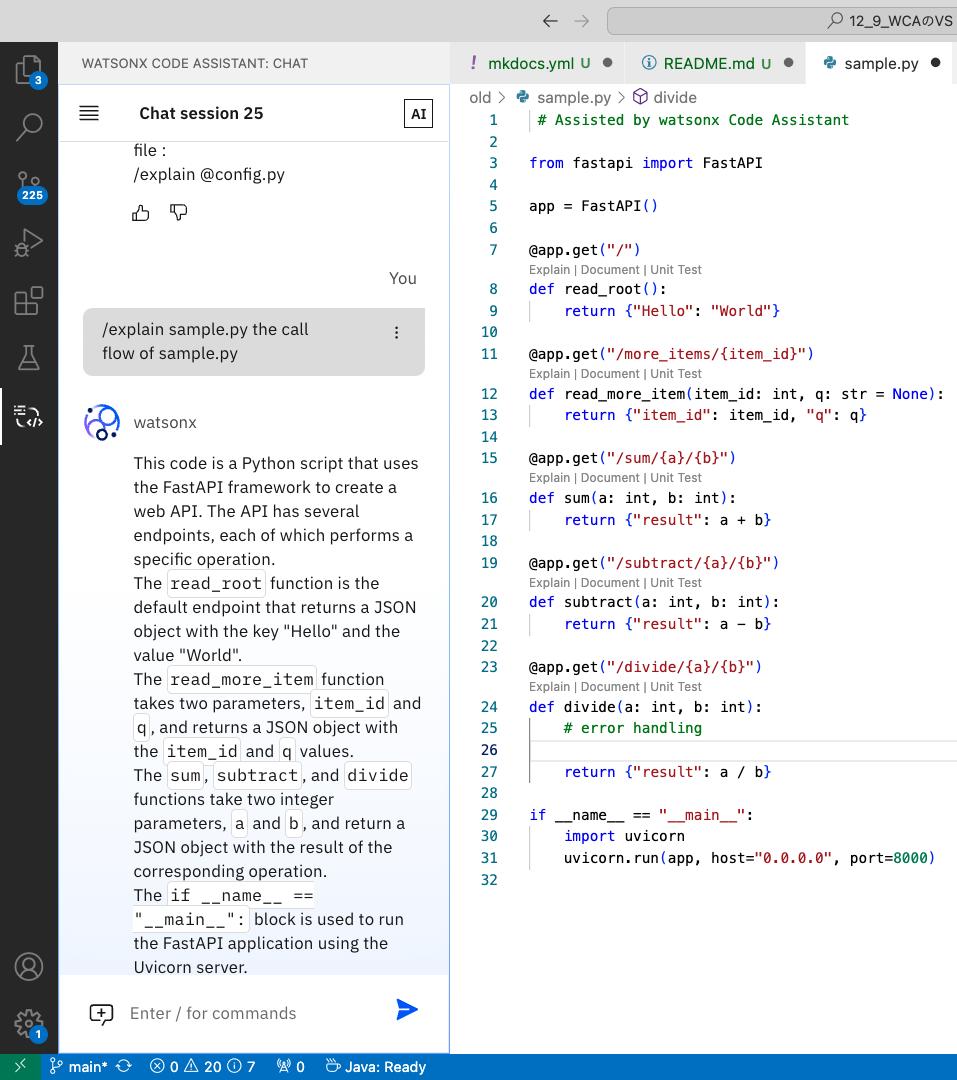 12_9_WCAのVS
WATSONX CODE ASSISTANT: CHAT
3
225
Chat session 25
AI
file :
/explain @config.py
You
/explain sample.py the call
flow of sample.py
watsonx
This code is a Python script that uses
the FastAPI framework to create a
web API. The API has several
endpoints, each of which performs a
specific operation.
The read_root function is the
default endpoint that returns a JSON
object with the key "Hello" and the
value "World".
The read_more_item function
takes two parameters, item_id and
q, and returns a JSON object with
the item_id and q values.
The sum, subtract, and divide
functions take two integer
parameters, a and b, and return a
JSON object with the result of the
corresponding operation.
The if __name__ ==
"__main__": block is used to run
the FastAPI application using the
Uvicorn server.
Enter / for commands
1
! mkdocs.yml U
README.md U
sample.py
old > sample.py > divide
1 # Assisted by watsonx Code Assistant
2
3 from fastapi import FastAPI
4
5 app = FastAPI()
6
7 @app.get("/")
Explain | Document | Unit Test
8 def read_root():
9 return {"Hello": "World"}
10
11 @app.get("/more_items/{item_id}")
Explain | Document | Unit Test
12 def read_more_item(item_id: int, q: str = None):
13 return {"item_id": item_id, "q": q}
14
15 @app.get("/sum/{a}/{b}")
Explain | Document | Unit Test
16 def sum(a: int, b: int):
17 return {"result": a + b}
18
19 @app.get("/subtract/{a}/{b}")
Explain | Document | Unit Test
20 def subtract(a: int, b: int):
21 return {"result": a - b}
22
23 @app.get("/divide/{a}/{b}")
Explain | Document | Unit Test
24 def divide(a: int, b: int):
25 # error handling
26
27 return {"result": a / b}
28
29 if __name__ == "__main__":
30 import uvicorn
31 uvicorn.run(app, host="0.0.0.0", port=8000)
32
main* 0 20 7 0 Java: Ready